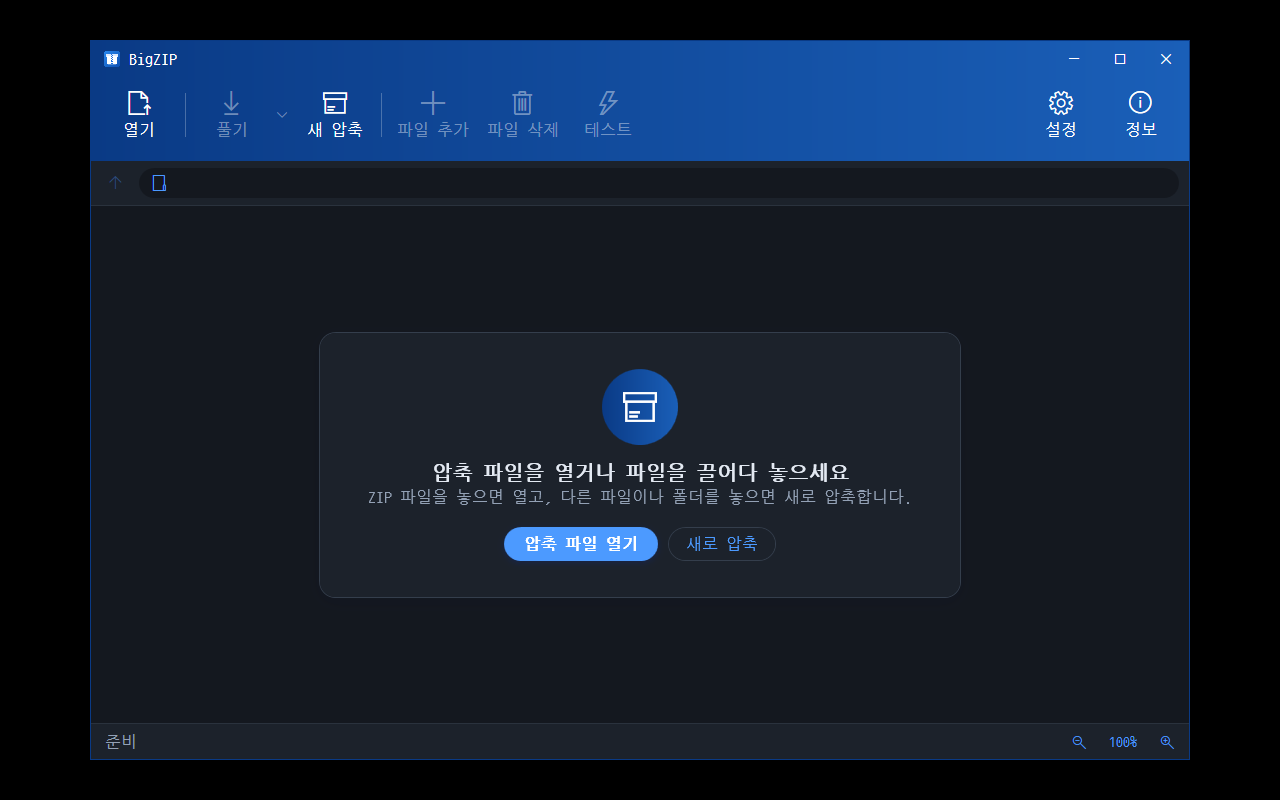 BigZIP
열기
풀기
새 압축
파일 추가
파일 삭제
테스트
설정
정보
압축 파일을 열거나 파일을 끌어다 놓으세요
ZIP 파일을 놓으면 열고, 다른 파일이나 폴더를 놓으면 새로 압축합니다.
압축 파일 열기
새로 압축
준비
100%